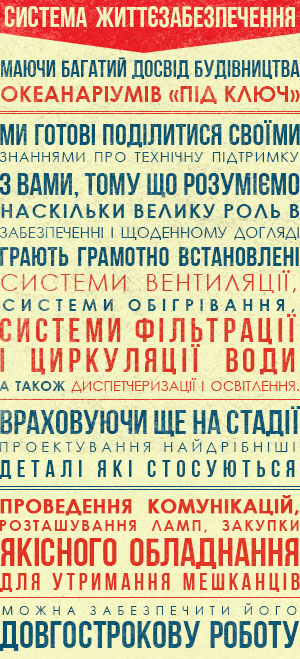 СИСТЕМА ЖИТТЄЗАБЕЗПЕЧЕННЯ
МАЮЧИ БАГАТИЙ ДОСВІД БУДІВНИЦТВА
ОКЕАНАРІУМІВ «ПІД КЛЮЧ»
МИ ГОТОВІ ПОДІЛИТИСЯ СВОЇМИ
ЗНАННЯМИ ПРО ТЕХНІЧНУ ПІДТРИМКУ
З ВАМИ, ТОМУ ЩО РОЗУМІЄМО
НАСКІЛЬКИ ВЕЛИКУ РОЛЬ В
ЗАБЕЗПЕЧЕННІ І ЩОДЕННОМУ ДОГЛЯДІ
ГРАЮТЬ ГРАМОТНО ВСТАНОВЛЕНІ
СИСТЕМИ ВЕНТИЛЯЦІЇ,
СИСТЕМИ ОБІГРІВАННЯ,
СИСТЕМИ ФІЛЬТРАЦІЇ
І ЦИРКУЛЯЦІЇ ВОДИ
А ТАКОЖ ДИСПЕТЧЕРИЗАЦІЇ І ОСВІТЛЕННЯ.
ВРАХОВУЮЧИ ЩЕ НА СТАДІЇ
ПРОЕКТУВАННЯ НАЙДРІБНІШІ
ДЕТАЛІ ЯКІ СТОСУЮТЬСЯ
ПРОВЕДЕННЯ КОМУНІКАЦІЙ,
РОЗТАШУВАННЯ ЛАМП, ЗАКУПКИ
ЯКІСНОГО ОБЛАДНАННЯ
ДЛЯ УТРИМАННЯ МЕШКАНЦІВ
МОЖНА ЗАБЕЗПЕЧИТИ ЙОГО
ДОВГОСТРОКОВУ РОБОТУ